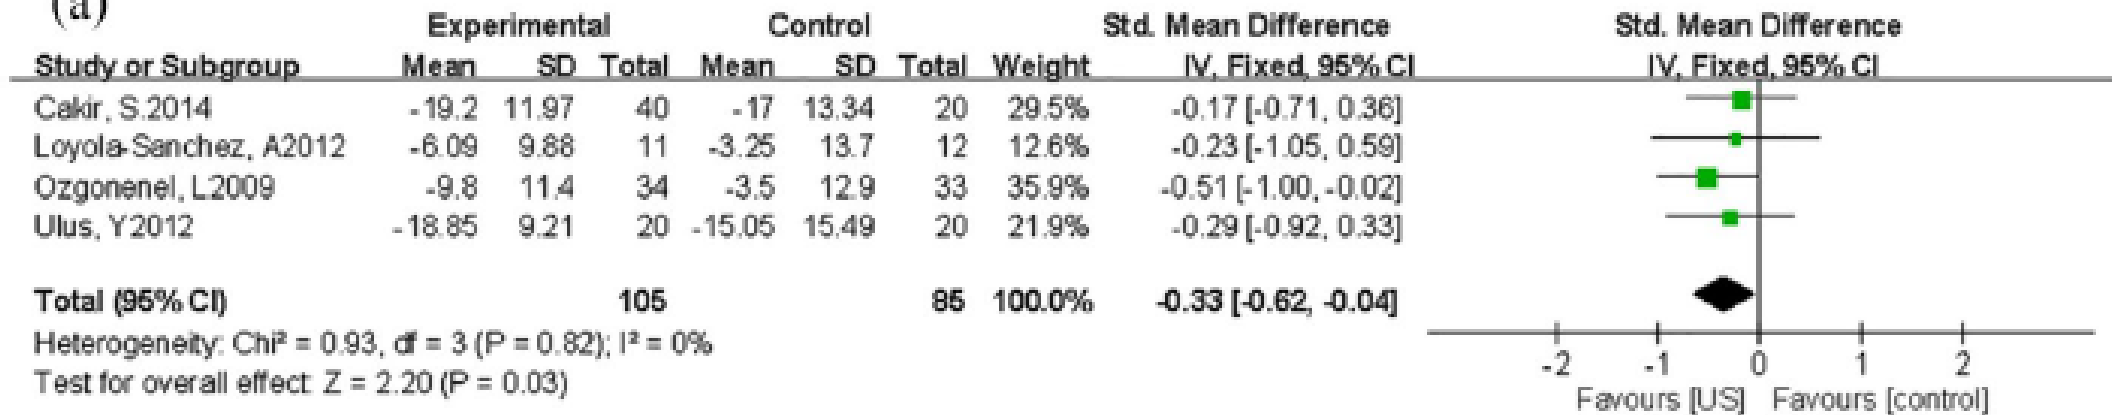 (a)
Experimental Control Std. Mean Difference Std. Mean Difference
Study or Subgroup Mean SD Total Mean SD Total Weight IV, Fixed, 95% CI IV, Fixed, 95% CI
Cakir, S.2014 -19.2 11.97 40 -17 13.34 20 29.5% -0.17 [-0.71, 0.36]
Loyola-Sanchez, A2012 -6.09 9.88 11 -3.25 13.7 12 12.6% -0.23 [-1.05, 0.59]
Ozgonenel, L2009 -9.8 11.4 34 -3.5 12.9 33 35.9% -0.51 [-1.00, -0.02]
Ulus, Y2012 -18.85 9.21 20 -15.05 15.49 20 21.9% -0.29 [-0.92, 0.33]
Total (95% CI) 105 85 100.0% -0.33 [-0.62, -0.04]
Heterogeneity: Chi² = 0.93, df = 3 (P = 0.82); I² = 0%
Test for overall effect: Z = 2.20 (P = 0.03)
-2 -1 0 1 2
Favours [US] Favours [control]